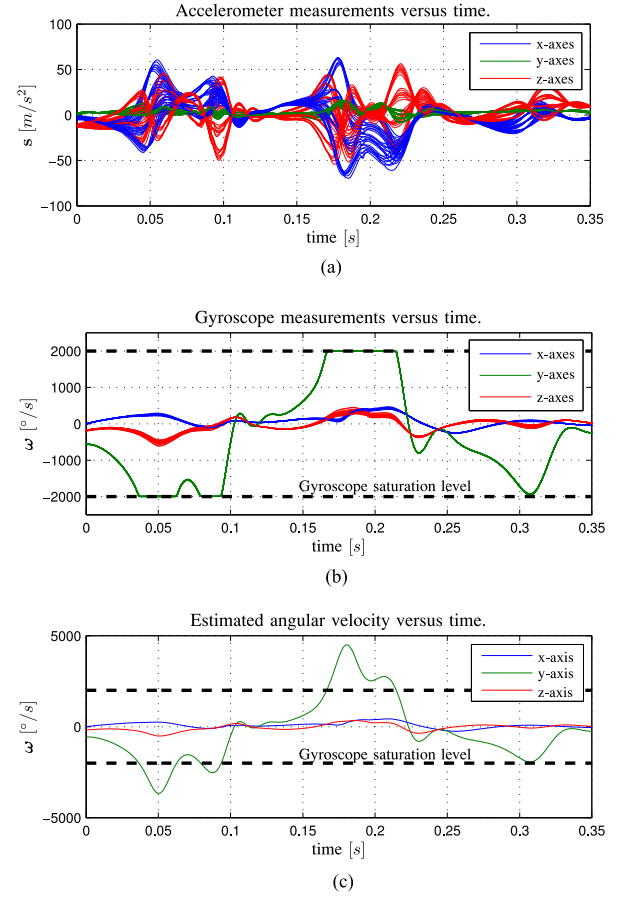 Accelerometer measurements versus time.
100
50
0
−50
−100
s [m/s²]
x-axes
y-axes
z-axes
0 0.05 0.1 0.15 0.2 0.25 0.3 0.35
time [s]
(a)
Gyroscope measurements versus time.
2000
1000
0
−1000
−2000
ω [°/s]
x-axes
y-axes
z-axes
Gyroscope saturation level
0 0.05 0.1 0.15 0.2 0.25 0.3 0.35
time [s]
(b)
Estimated angular velocity versus time.
5000
0
−5000
ω [°/s]
x-axis
y-axis
z-axis
Gyroscope saturation level
0 0.05 0.1 0.15 0.2 0.25 0.3 0.35
time [s]
(c)